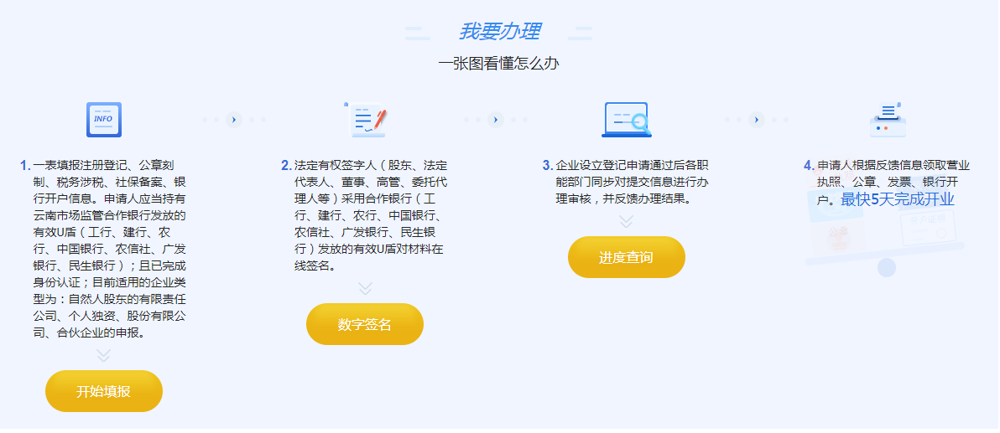 我要办理
一张图看懂怎么办
INFO
1. 一表填报注册登记、公章刻
制、税务涉税、社保备案、银
行开户信息。申请人应当持有
云南市场监管合作银行发放的
有效U盾（工行、建行、农
行、中国银行、农信社、广发
银行、民生银行）；且已完成
身份认证；目前适用的企业类
型为：自然人股东的有限责任
公司、个人独资、股份有限公
司、合伙企业的申报。
开始填报
2. 法定有权签字人（股东、法定
代表人、董事、高管、委托代
理人等）采用合作银行（工
行、建行、农行、中国银行、
农信社、广发银行、民生银
行）发放的有效U盾对材料在
线签名。
数字签名
3. 企业设立登记申请通过后各职
能部门同步对提交信息进行办
理审核，并反馈办理结果。
进度查询
4. 申请人根据反馈信息领取营业
执照、公章、发票、银行开
户。最快5天完成开业